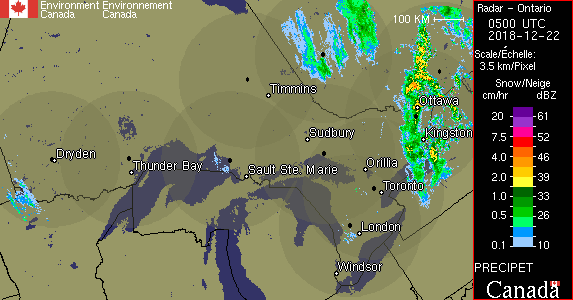 Environment Environnement
Canada Canada
100 KM
Timmins
Ottawa
Sudbury
Kingston
Dryden
Thunder Bay
Sault Ste. Marie
Orillia
Toronto
London
Windsor
Radar - Ontario
0500 UTC
2018-12-22
Scale/Échelle:
3.5 km/Pixel
Snow/Neige
cm/hr dBZ
20 61
7.5 52
4.0 46
2.0 39
1.0 33
0.5 26
0.1 10
PRECIPET
Canada